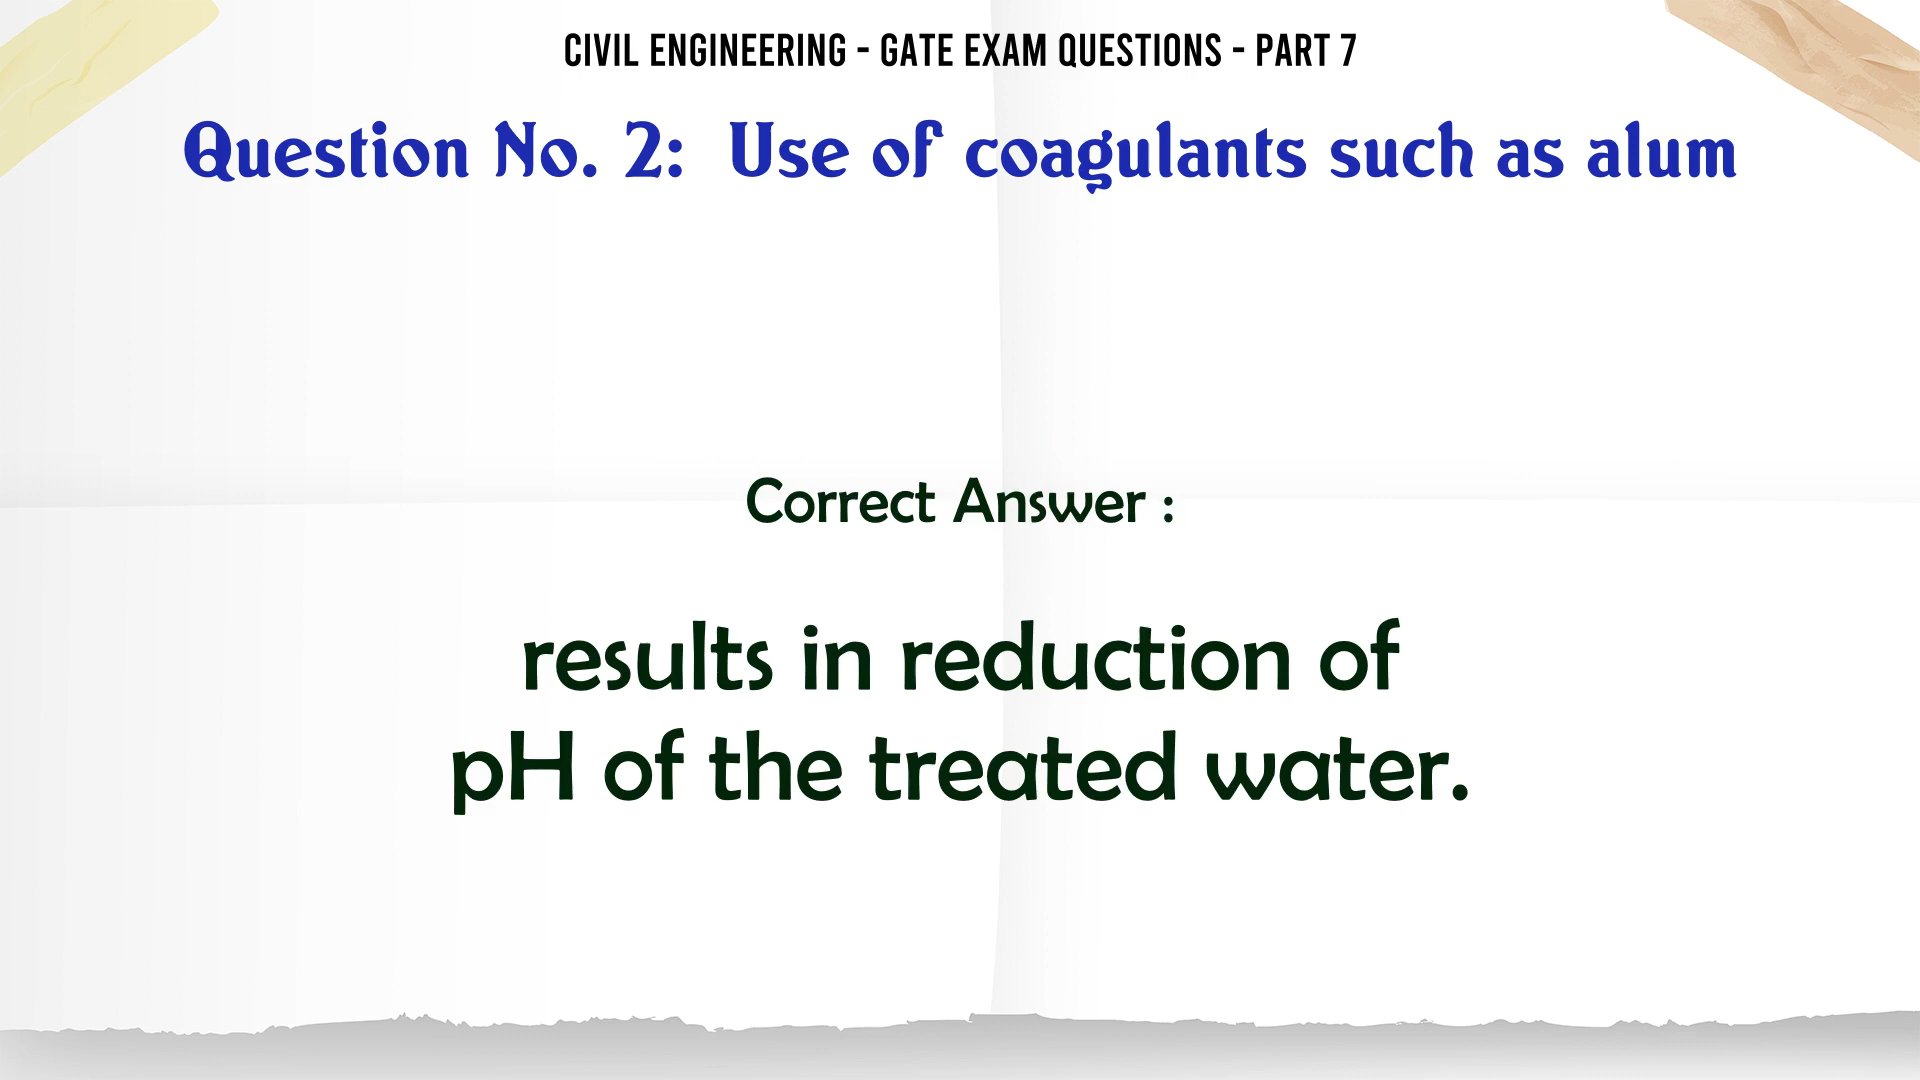 CIVIL ENGINEERING - GATE EXAM QUESTIONS - PART 7
Question No. 2: Use of coagulants such as alum
Correct Answer :
results in reduction of
pH of the treated water.